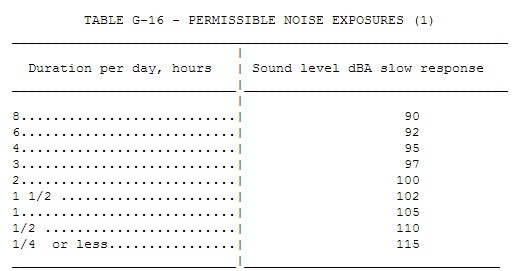 TABLE G-16 - PERMISSIBLE NOISE EXPOSURES (1)
Duration per day, hours | Sound level dBA slow response
8............................| 90
6............................| 92
4............................| 95
3............................| 97
2............................| 100
1 1/2 .......................| 102
1............................| 105
1/2 .........................| 110
1/4  or less.................| 115